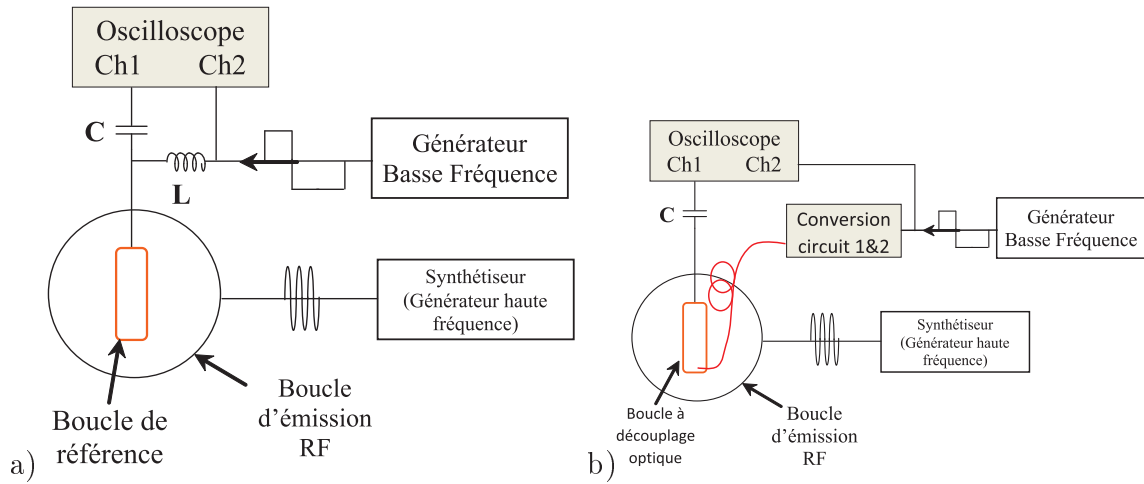 Oscilloscope
Ch1 Ch2
C
L
Générateur
Basse Fréquence
Synthétiseur
(Générateur haute
fréquence)
Boucle de
référence
Boucle
d'émission
RF
a)
Oscilloscope
Ch1 Ch2
C
Conversion
circuit 1&2
Générateur
Basse Fréquence
Synthétiseur
(Générateur haute
fréquence)
Boucle à
découplage
optique
Boucle
d'émission
RF
b)